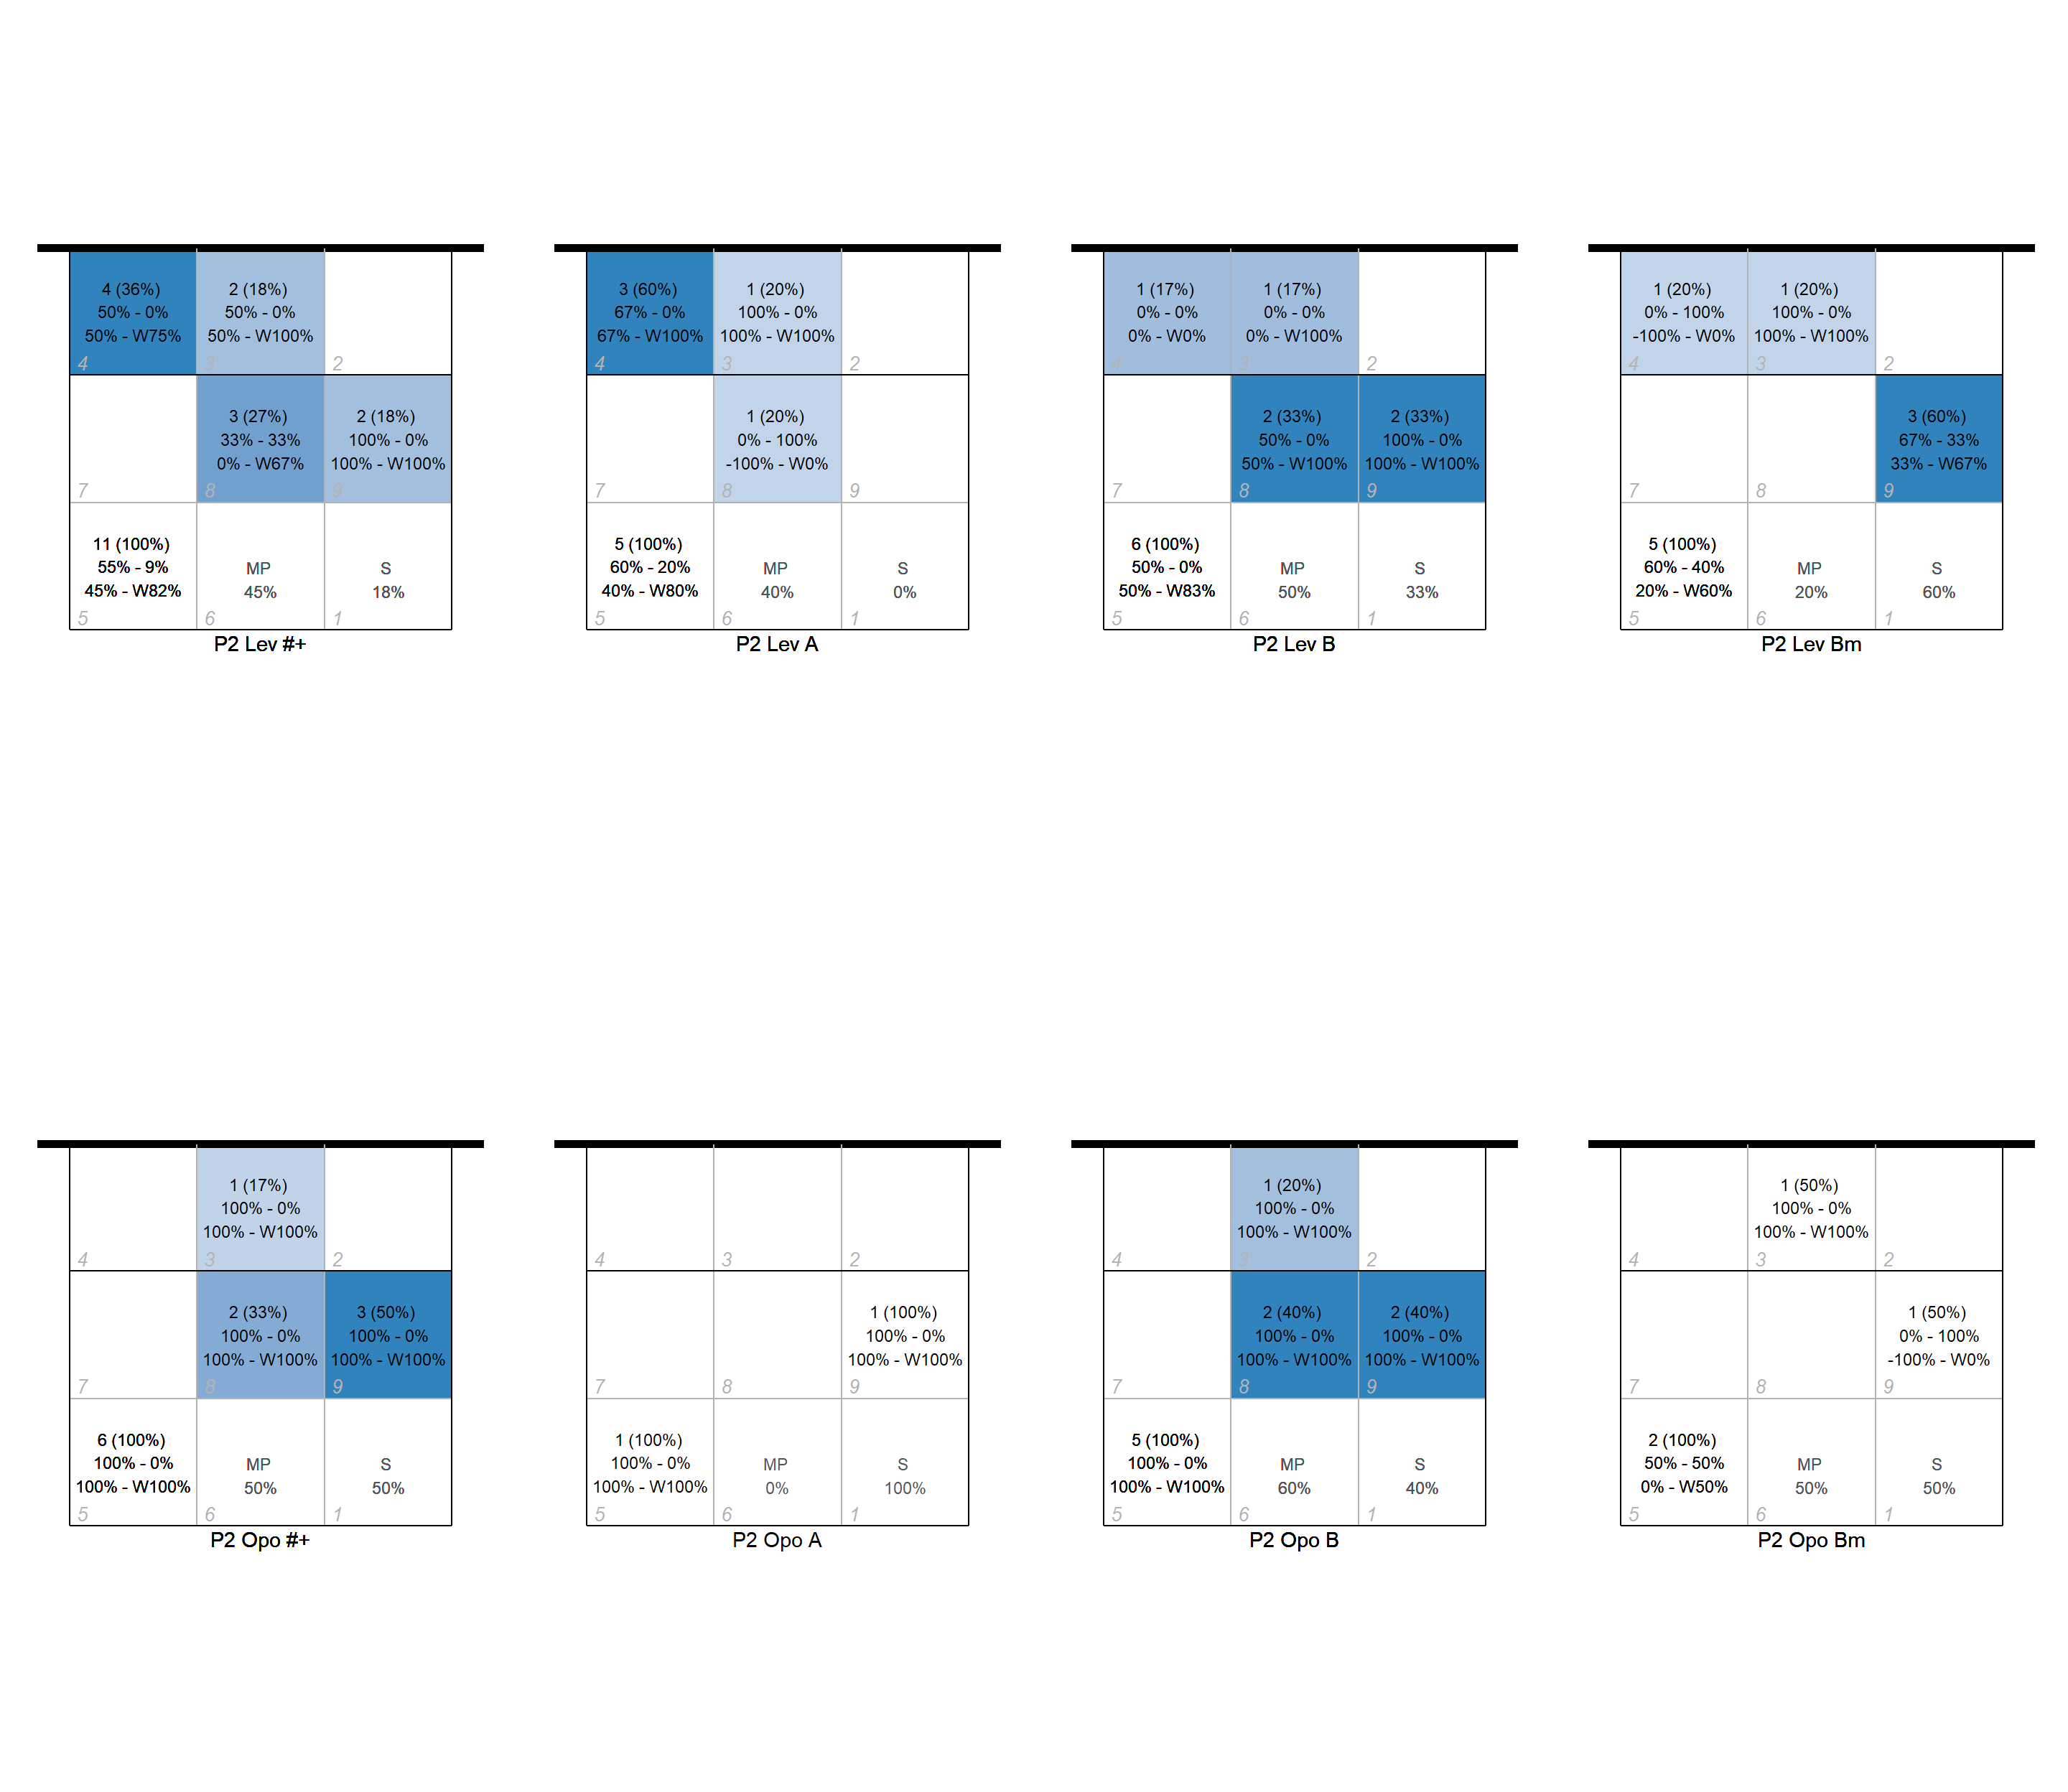 4 (36%)
50% - 0%
50% - W75%
4
2 (18%)
50% - 0%
50% - W100%
3
2
7
3 (27%)
33% - 33%
0% - W67%
8
2 (18%)
100% - 0%
100% - W100%
9
11 (100%)
55% - 9%
45% - W82%
5
MP
45%
6
S
18%
1
P2 Lev #+
3 (60%)
67% - 0%
67% - W100%
4
1 (20%)
100% - 0%
100% - W100%
3
2
7
1 (20%)
0% - 100%
-100% - W0%
8
9
5 (100%)
60% - 20%
40% - W80%
5
MP
40%
6
S
0%
1
P2 Lev A
1 (17%)
0% - 0%
0% - W0%
4
1 (17%)
0% - 0%
0% - W100%
3
2
7
2 (33%)
50% - 0%
50% - W100%
8
2 (33%)
100% - 0%
100% - W100%
9
6 (100%)
50% - 0%
50% - W83%
5
MP
50%
6
S
33%
1
P2 Lev B
1 (20%)
0% - 100%
-100% - W0%
4
1 (20%)
100% - 0%
100% - W100%
3
2
7
8
3 (60%)
67% - 33%
33% - W67%
9
5 (100%)
60% - 40%
20% - W60%
5
MP
20%
6
S
60%
1
P2 Lev Bm
4
1 (17%)
100% - 0%
100% - W100%
3
2
7
2 (33%)
100% - 0%
100% - W100%
8
3 (50%)
100% - 0%
100% - W100%
9
6 (100%)
100% - 0%
100% - W100%
5
MP
50%
6
S
50%
1
P2 Opo #+
4
3
2
7
8
1 (100%)
100% - 0%
100% - W100%
9
1 (100%)
100% - 0%
100% - W100%
5
MP
0%
6
S
100%
1
P2 Opo A
4
1 (20%)
100% - 0%
100% - W100%
3
2
7
2 (40%)
100% - 0%
100% - W100%
8
2 (40%)
100% - 0%
100% - W100%
9
5 (100%)
100% - 0%
100% - W100%
5
MP
60%
6
S
40%
1
P2 Opo B
4
1 (50%)
100% - 0%
100% - W100%
3
2
7
8
1 (50%)
0% - 100%
-100% - W0%
9
2 (100%)
50% - 50%
0% - W50%
5
MP
50%
6
S
50%
1
P2 Opo Bm